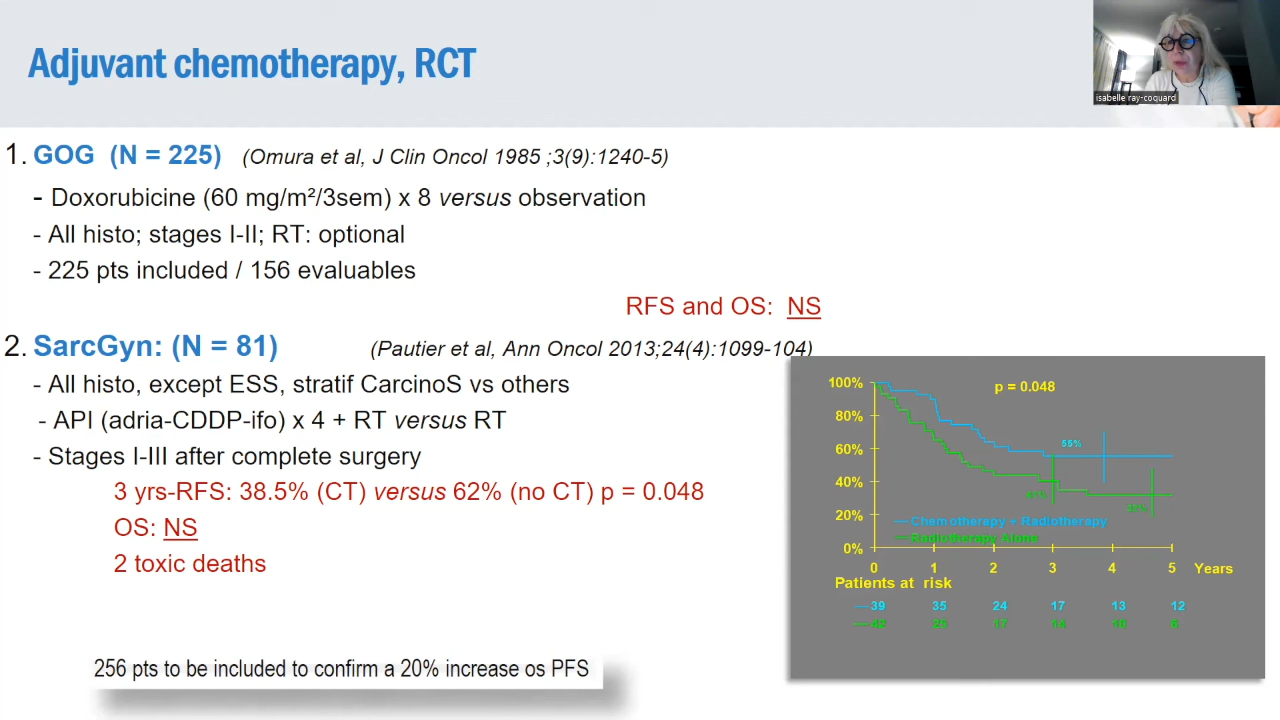 Adjuvant chemotherapy, RCT
isabelle ray-coquard
1. GOG (N = 225) (Omura et al, J Clin Oncol 1985 ;3(9):1240-5)
- Doxorubicine (60 mg/m²/3sem) x 8 versus observation
- All histo; stages I-II; RT: optional
- 225 pts included / 156 evaluables
RFS and OS: NS
2. SarcGyn: (N = 81) (Pautier et al, Ann Oncol 2013;24(4):1099-104)
- All histo, except ESS, stratif CarcinoS vs others
- API (adria-CDDP-ifo) x 4 + RT versus RT
- Stages I-III after complete surgery
3 yrs-RFS: 38.5% (CT) versus 62% (no CT) p = 0.048
OS: NS
2 toxic deaths
256 pts to be included to confirm a 20% increase os PFS
p = 0.048
100%
80%
60%
40%
20%
0%
55%
Chemotherapy + Radiotherapy
Radiotherapy Alone
0 1 2 3 4 5 Years
Patients at risk
39 35 24 17 13 12
17 14 10 6